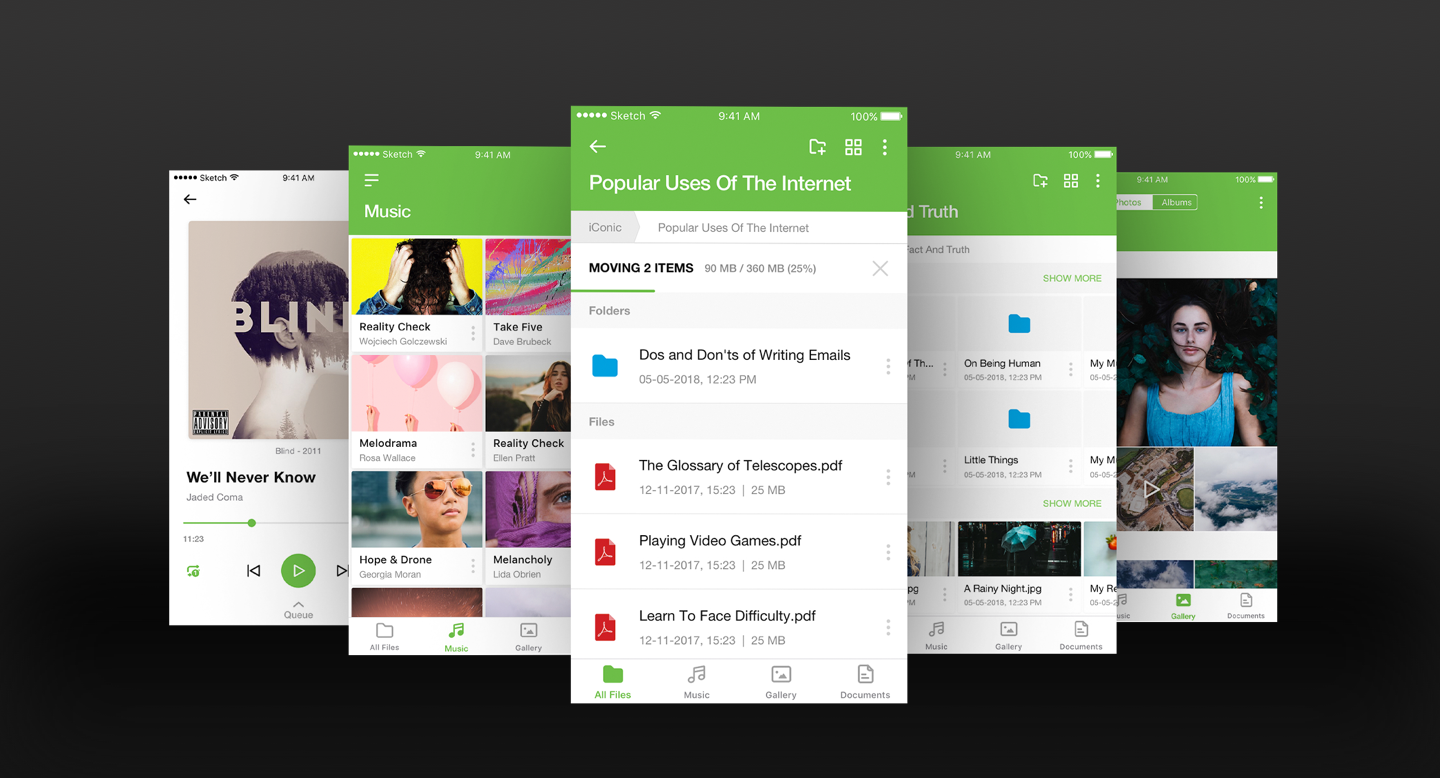 Sketch
9:41 AM
BLIN
PARENTAL
ADVISORY
Blind - 2011
We'll Never Know
Jaded Coma
11:23
Queue
Sketch
9:41 AM
Music
Reality Check
Wojciech Golczewski
Take Five
Dave Brubeck
Melodrama
Rosa Wallace
Reality Check
Ellen Pratt
Hope & Drone
Georgia Moran
Melancholy
Lida Obrien
All Files
Music
Gallery
Sketch
9:41 AM
100%
Popular Uses Of The Internet
iConic
Popular Uses Of The Internet
MOVING 2 ITEMS
90 MB / 360 MB (25%)
Folders
Dos and Don'ts of Writing Emails
05-05-2018, 12:23 PM
Files
The Glossary of Telescopes.pdf
12-11-2017, 15:23 | 25 MB
Playing Video Games.pdf
12-11-2017, 15:23 | 25 MB
Learn To Face Difficulty.pdf
12-11-2017, 15:23 | 25 MB
All Files
Music
Gallery
Documents
9:41 AM
100%
d Truth
Fact And Truth
SHOW MORE
f Th...
PM
On Being Human
05-05-2018, 12:23 PM
My M
05-05-2
PM
Little Things
05-05-2018, 12:23 PM
My M
05-05-2
SHOW MORE
pg
PM
A Rainy Night.jpg
05-05-2018, 12:23 PM
My Re
05-05-2
Music
Gallery
Documents
9:41 AM
100%
Photos
Albums
usic
Gallery
Documents